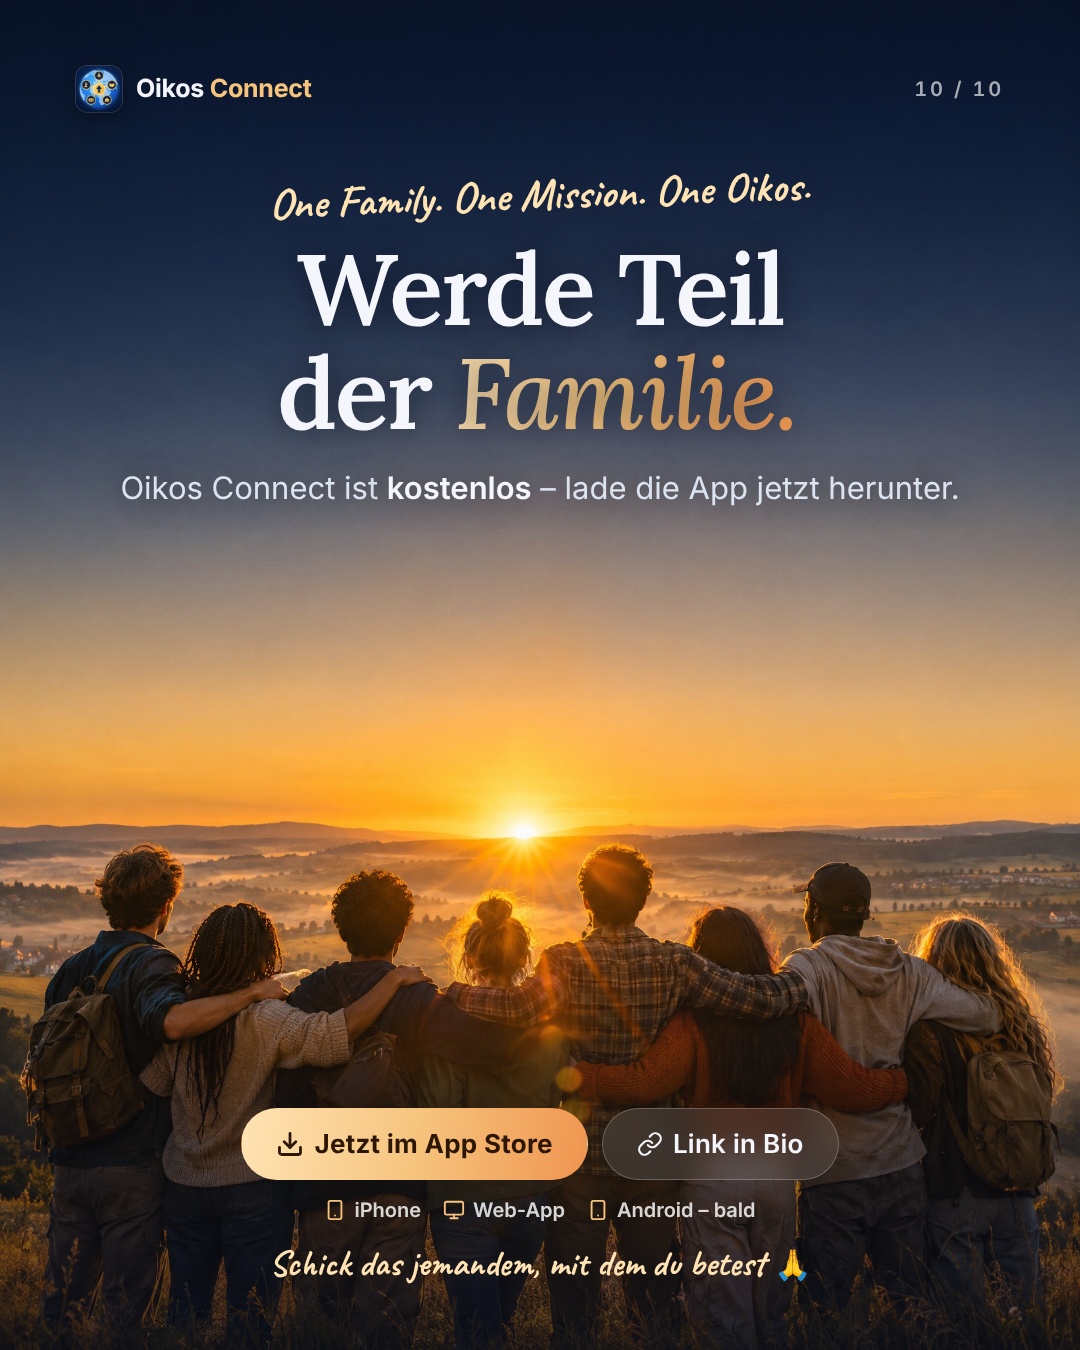 Oikos Connect
10 / 10
One Family. One Mission. One Oikos.
Werde Teil
der Familie.
Oikos Connect ist kostenlos – lade die App jetzt herunter.
Jetzt im App Store
Link in Bio
iPhone
Web-App
Android – bald
Schick das jemandem, mit dem du betest 🙏